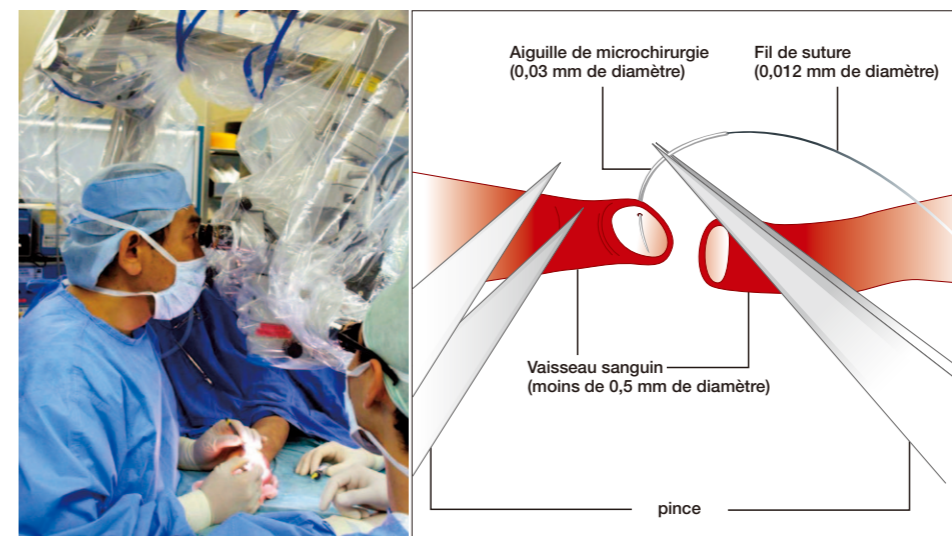 Aiguille de microchirurgie
(0,03 mm de diamètre)
Fil de suture
(0,012 mm de diamètre)
Vaisseau sanguin
(moins de 0,5 mm de diamètre)
pince